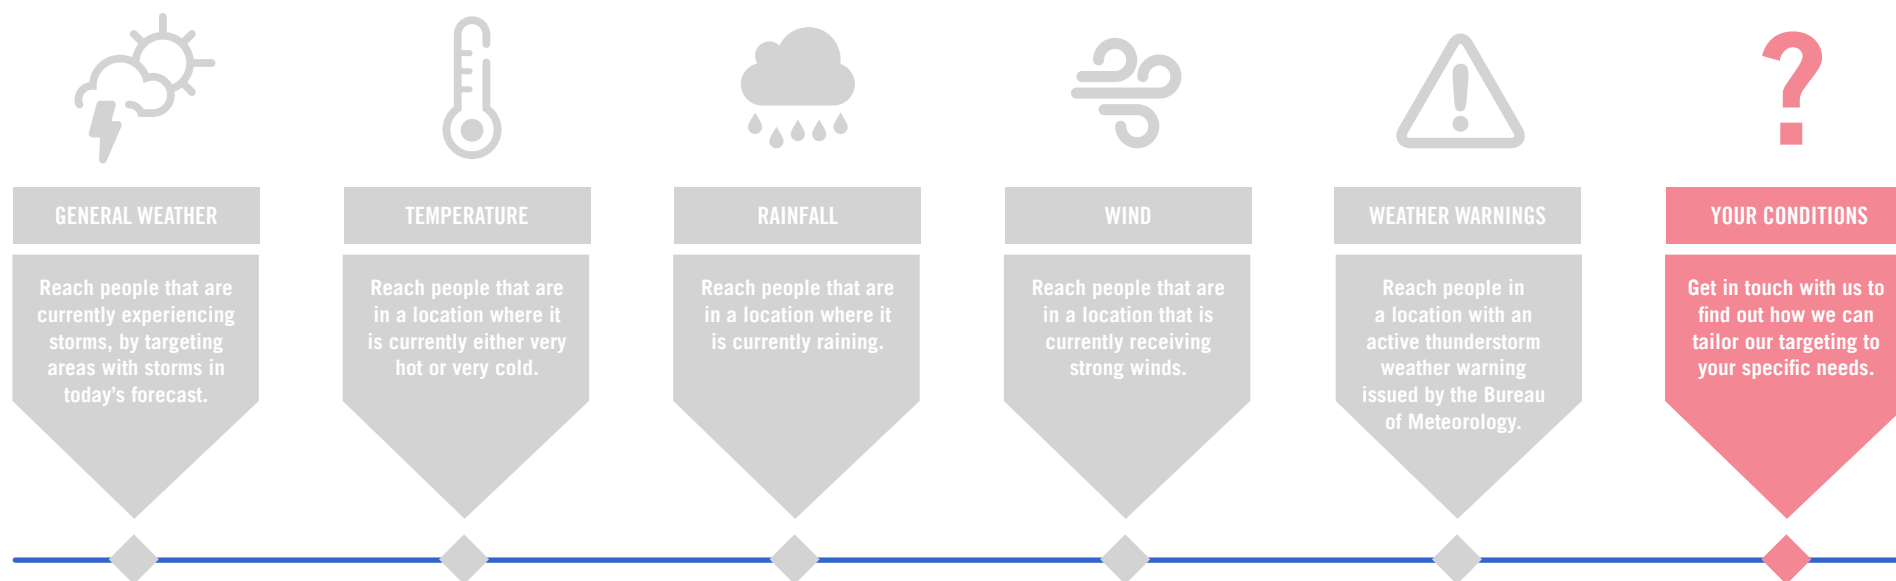 GENERAL WEATHER
Reach people that are
currently experiencing
storms, by targeting
areas with storms in
today's forecast.
TEMPERATURE
Reach people that are
in a location where it
is currently either very
hot or very cold.
RAINFALL
Reach people that are
in a location where it
is currently raining.
WIND
Reach people that are
in a location that is
currently receiving
strong winds.
WEATHER WARNINGS
Reach people in
a location with an
active thunderstorm
weather warning
issued by the Bureau
of Meteorology.
?
YOUR CONDITIONS
Get in touch with us to
find out how we can
tailor our targeting to
your specific needs.